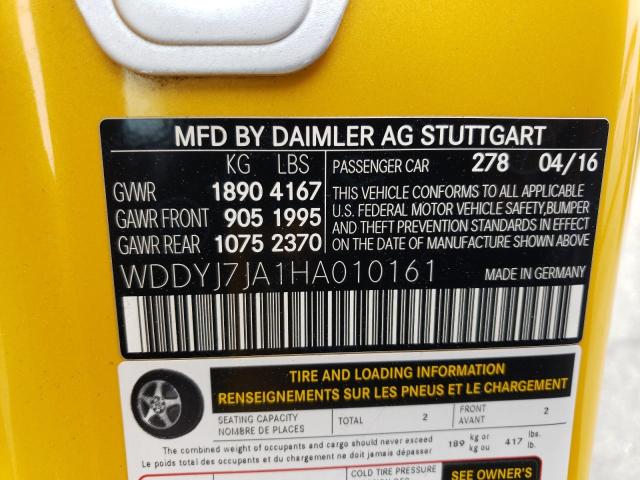 MFD BY DAIMLER AG STUTTGART
KG LBS
GVWR 1890 4167
GAWR FRONT 905 1995
GAWR REAR 1075 2370
PASSENGER CAR 278 04/16
THIS VEHICLE CONFORMS TO ALL APPLICABLE
U.S. FEDERAL MOTOR VEHICLE SAFETY,BUMPER
AND THEFT PREVENTION STANDARDS IN EFFECT
ON THE DATE OF MANUFACTURE SHOWN ABOVE
WDDYJ7JA1HA010161 MADE IN GERMANY
TIRE AND LOADING INFORMATION
RENSEIGNEMENTS SUR LES PNEUS ET LE CHARGEMENT
SEATING CAPACITY
NOMBRE DE PLACES
TOTAL 2
FRONT 2
AVANT
The combined weight of occupants and cargo should never exceed
Le poids total des occupants et du chargement ne doit jamais dépasser
189 kg or 417 lbs.
kg ou lb.
COLD TIRE PRESSURE
SEE OWNER'S